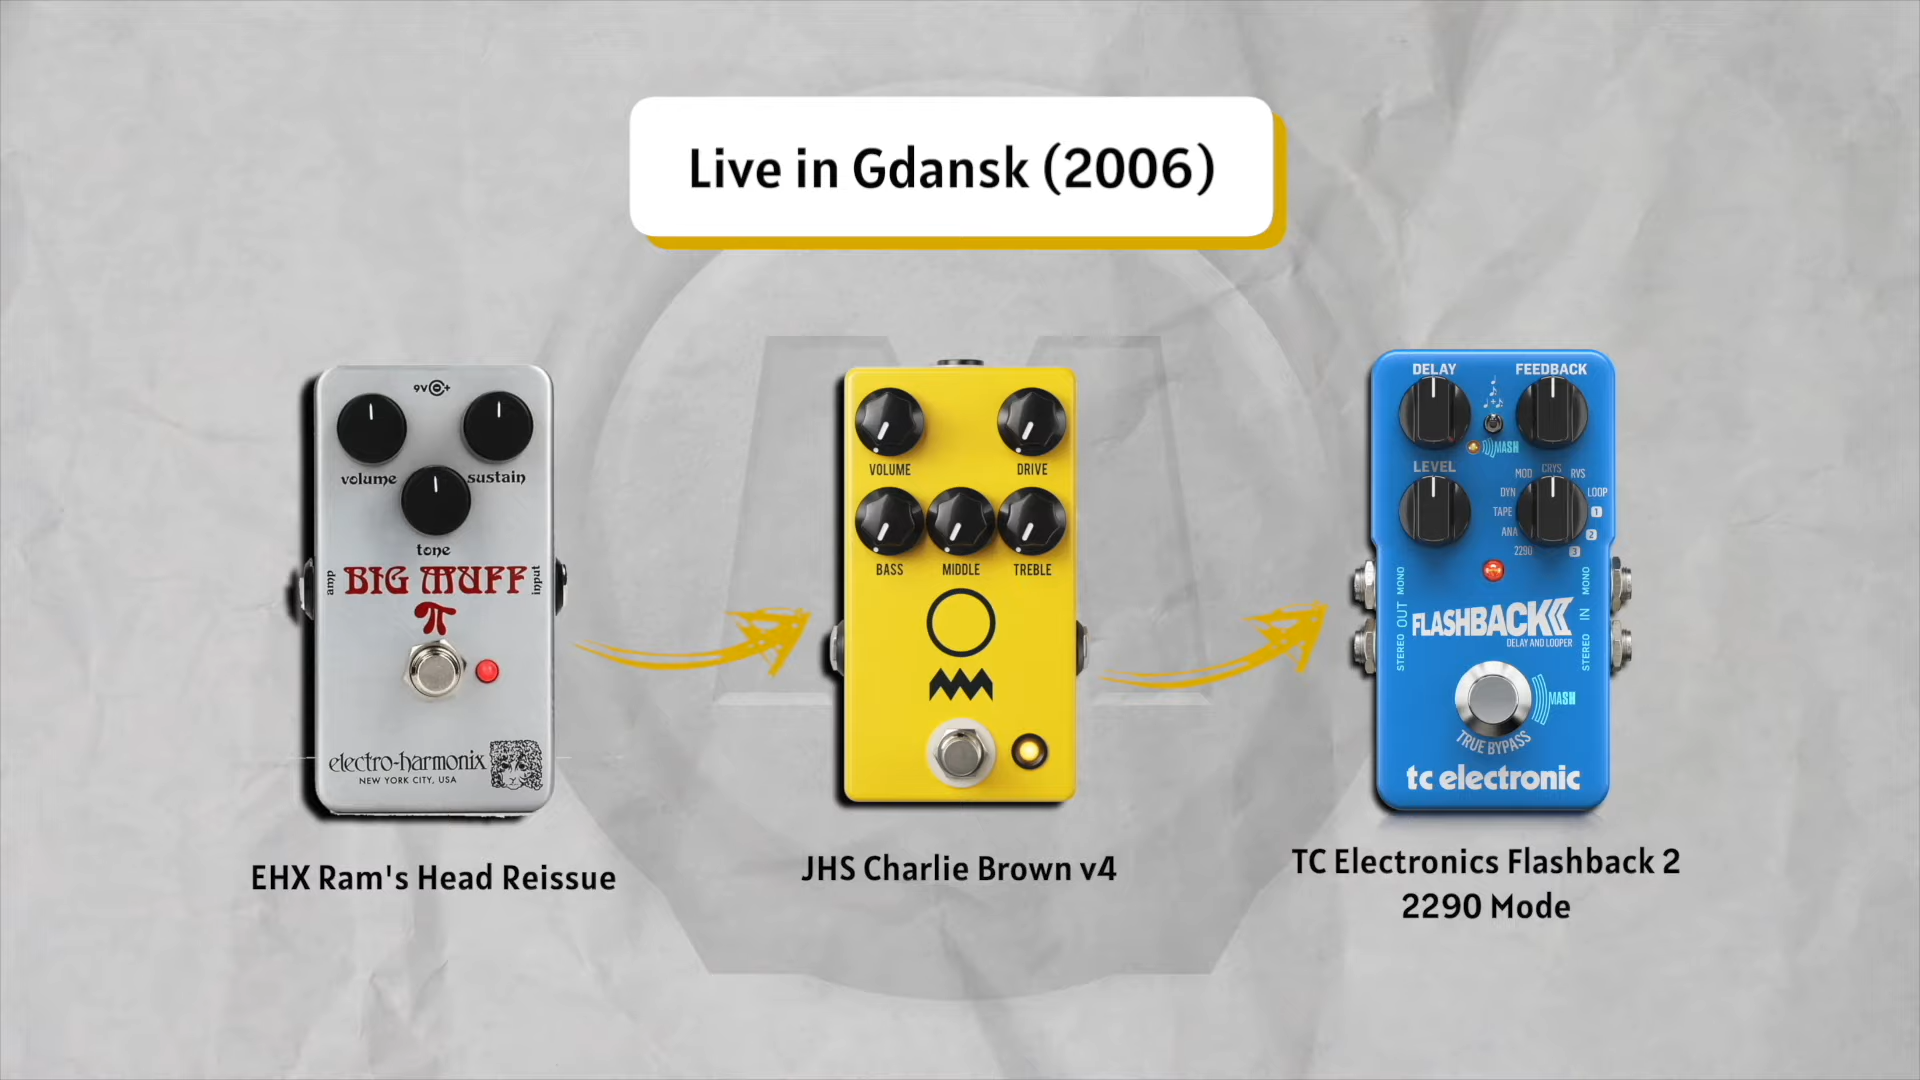 Live in Gdansk (2006)
9V
volume
sustain
tone
amp
BIG MUFF
π
input
electro-harmonix
NEW YORK CITY, USA
EHX Ram's Head Reissue
VOLUME
DRIVE
BASS
MIDDLE
TREBLE
JHS Charlie Brown v4
DELAY
FEEDBACK
MASH
LEVEL
MOD
CRYS
RVS
DYN
LOOP
TAPE
1
ANA
2
2290
3
STEREO OUT MONO
STEREO IN MONO
FLASHBACK II
DELAY AND LOOPER
MASH
TRUE BYPASS
tc electronic
TC Electronics Flashback 2
2290 Mode